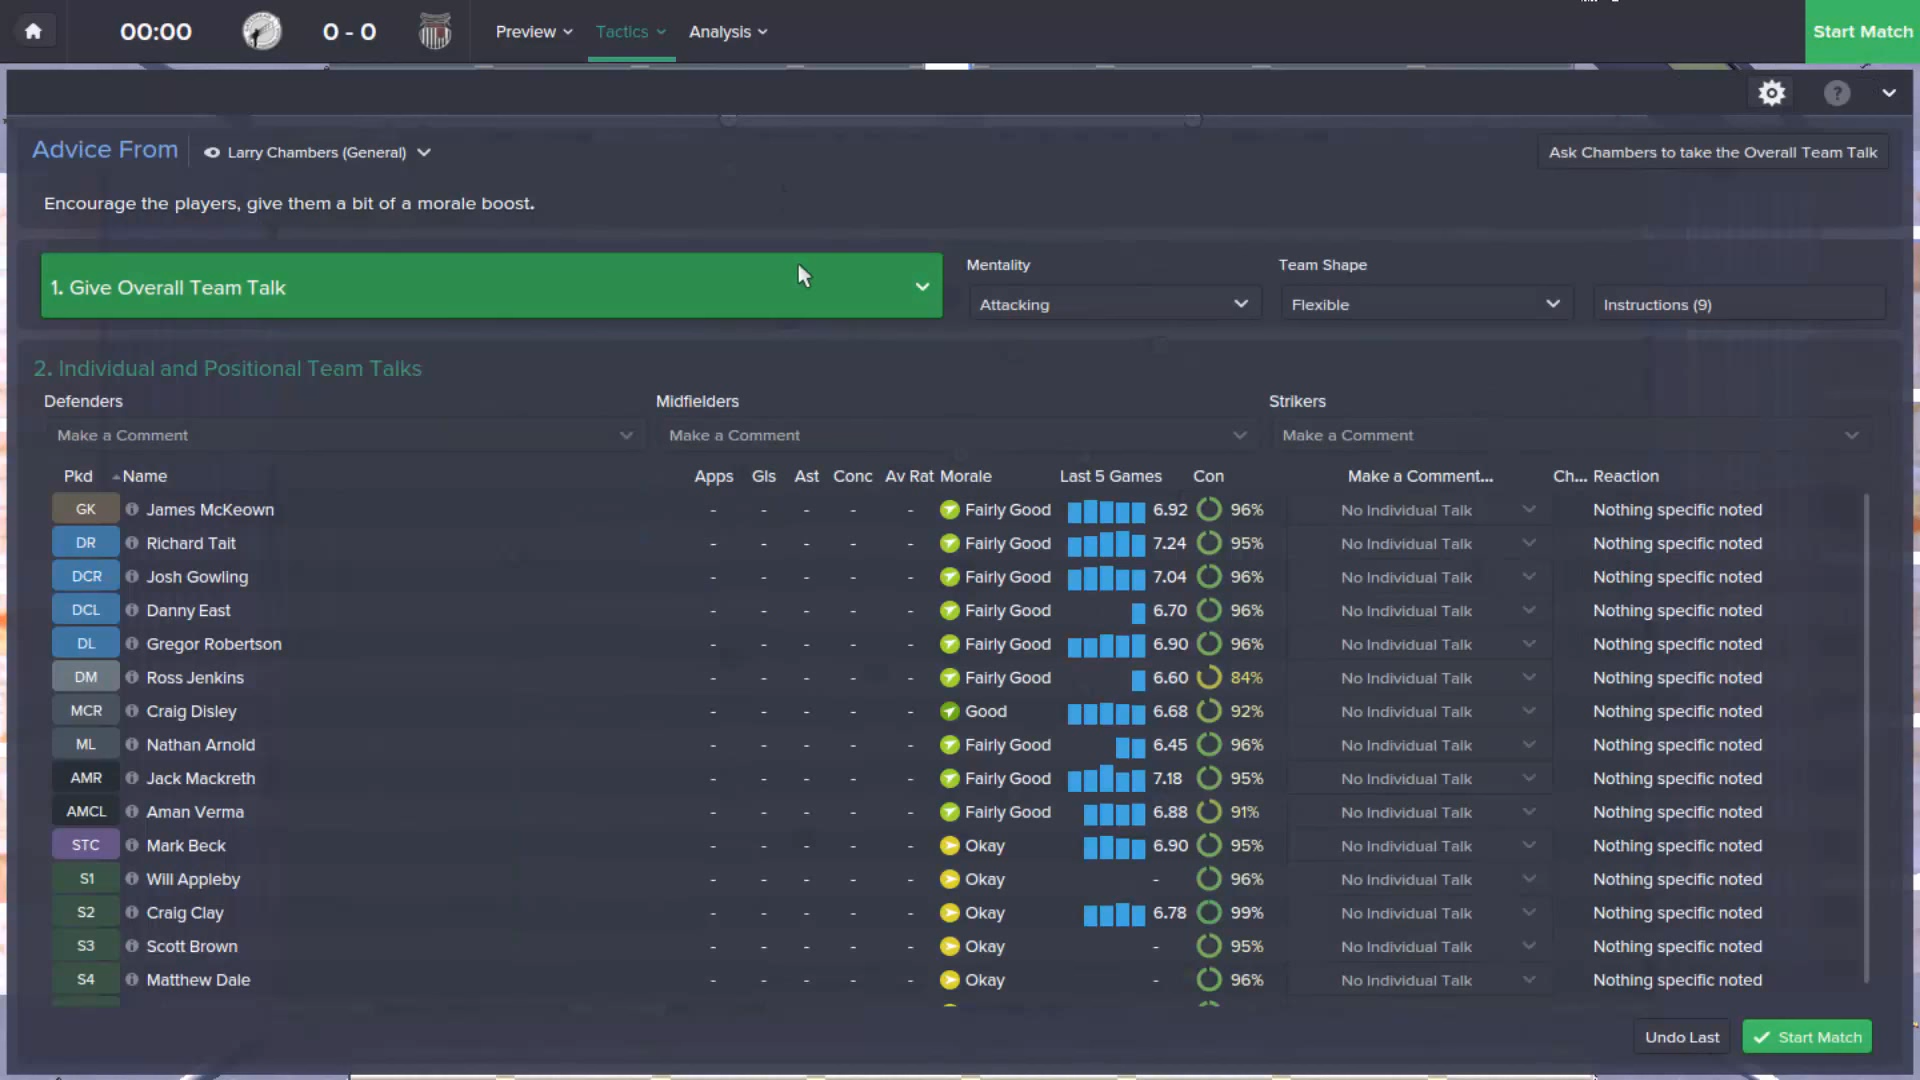 00:00 0 - 0 Preview Tactics Analysis Start Match
?
Advice From Larry Chambers (General) Ask Chambers to take the Overall Team Talk
Encourage the players, give them a bit of a morale boost.
Mentality Team Shape
1. Give Overall Team Talk Attacking Flexible Instructions (9)
2. Individual and Positional Team Talks
Defenders Midfielders Strikers
Make a Comment Make a Comment Make a Comment
Pkd Name Apps Gls Ast Conc Av Rat Morale Last 5 Games Con Make a Comment... Ch... Reaction
GK James McKeown - - - - - Fairly Good 6.92 96% No Individual Talk Nothing specific noted
DR Richard Tait - - - - - Fairly Good 7.24 95% No Individual Talk Nothing specific noted
DCR Josh Gowling - - - - - Fairly Good 7.04 96% No Individual Talk Nothing specific noted
DCL Danny East - - - - - Fairly Good 6.70 96% No Individual Talk Nothing specific noted
DL Gregor Robertson - - - - - Fairly Good 6.90 96% No Individual Talk Nothing specific noted
DM Ross Jenkins - - - - - Fairly Good 6.60 84% No Individual Talk Nothing specific noted
MCR Craig Disley - - - - - Good 6.68 92% No Individual Talk Nothing specific noted
ML Nathan Arnold - - - - - Fairly Good 6.45 96% No Individual Talk Nothing specific noted
AMR Jack Mackreth - - - - - Fairly Good 7.18 95% No Individual Talk Nothing specific noted
AMCL Aman Verma - - - - - Fairly Good 6.88 91% No Individual Talk Nothing specific noted
STC Mark Beck - - - - - Okay 6.90 95% No Individual Talk Nothing specific noted
S1 Will Appleby - - - - - Okay - 96% No Individual Talk Nothing specific noted
S2 Craig Clay - - - - - Okay 6.78 99% No Individual Talk Nothing specific noted
S3 Scott Brown - - - - - Okay - 95% No Individual Talk Nothing specific noted
S4 Matthew Dale - - - - - Okay - 96% No Individual Talk Nothing specific noted
Undo Last Start Match